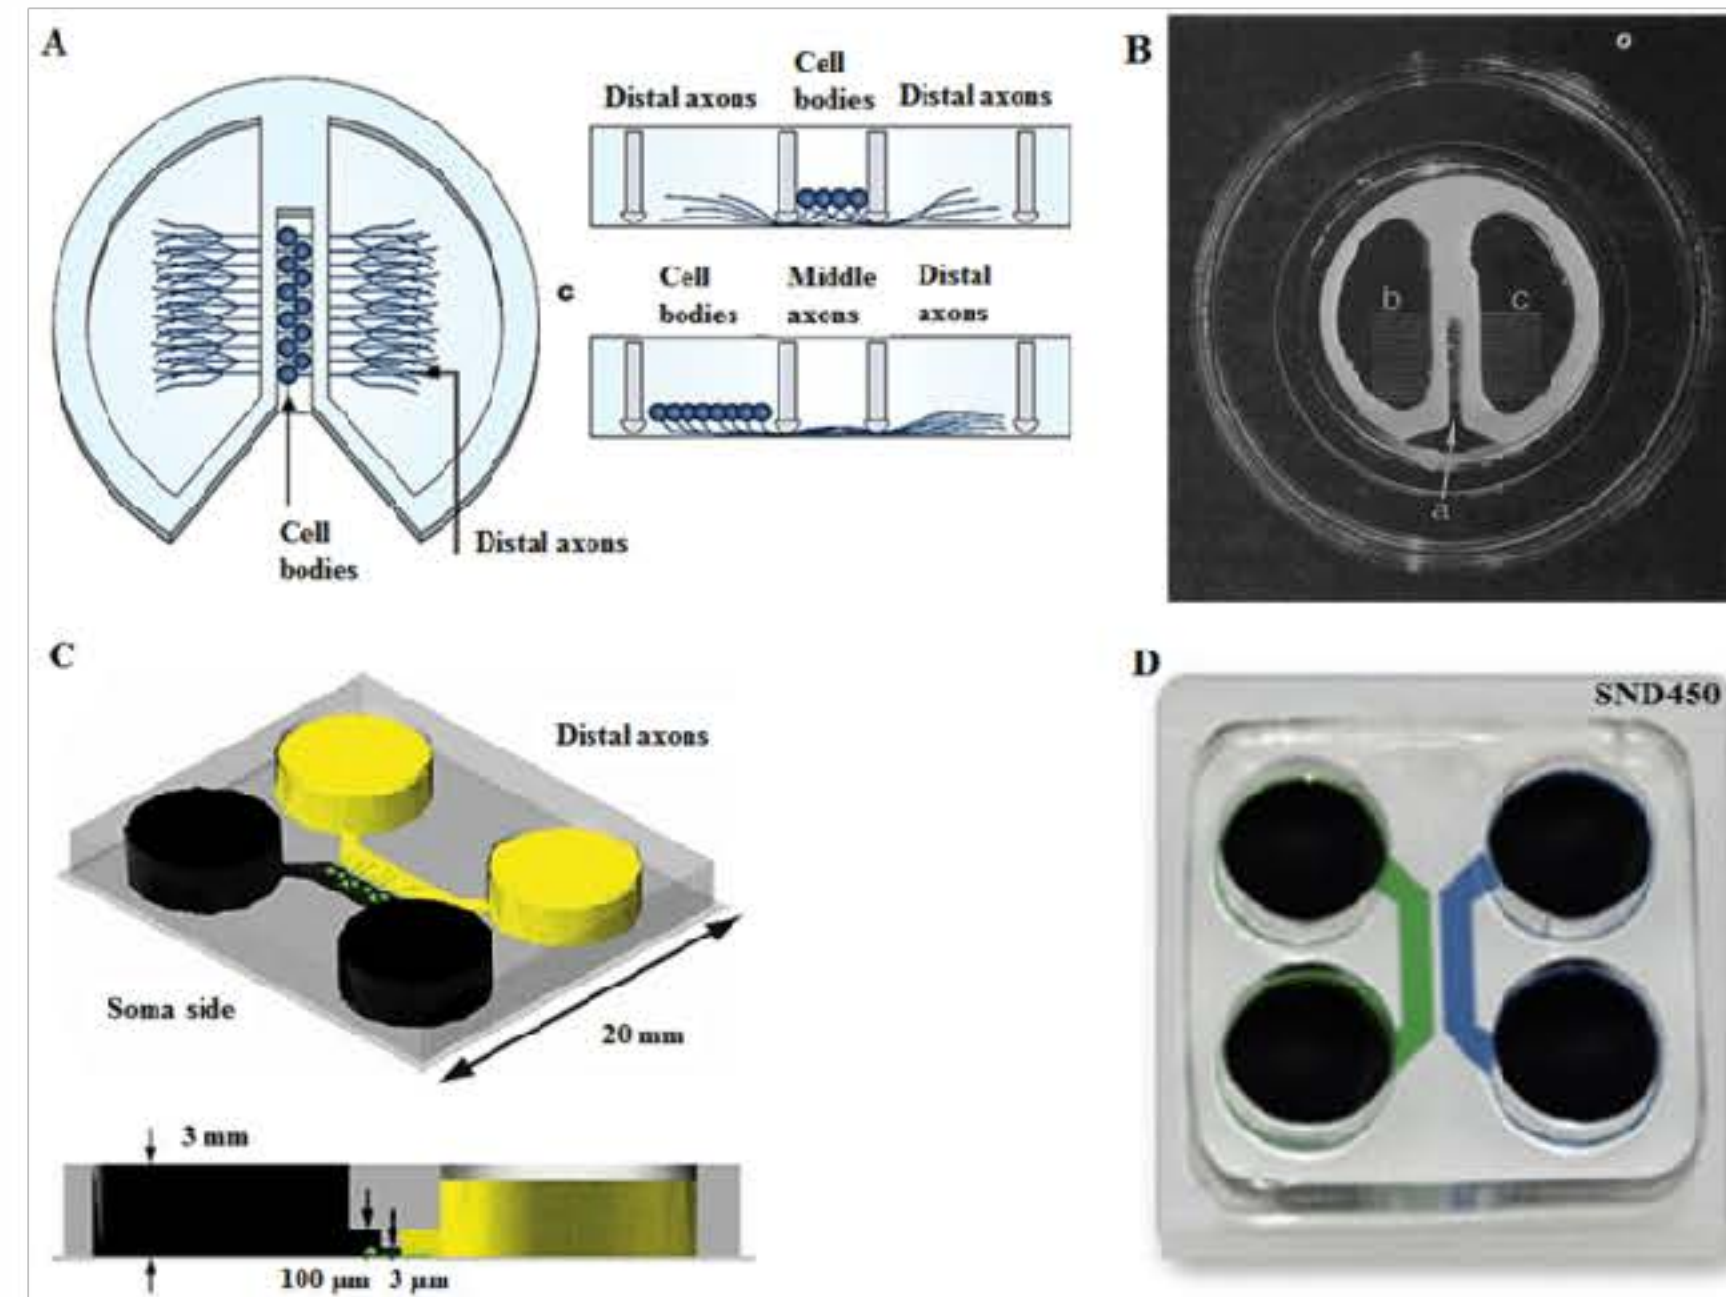 A
Distal axons
Cell
bodies
Distal axons
c
Cell
bodies
Middle
axons
Distal
axons
Cell
bodies
Distal axons
B
b
c
a
C
Distal axons
Soma side
20 mm
3 mm
100 µm
3 µm
D
SND450